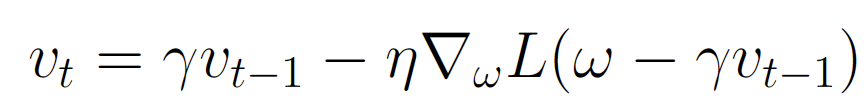 v_t = γv_{t−1} − η∇_ω L(ω − γv_{t−1})